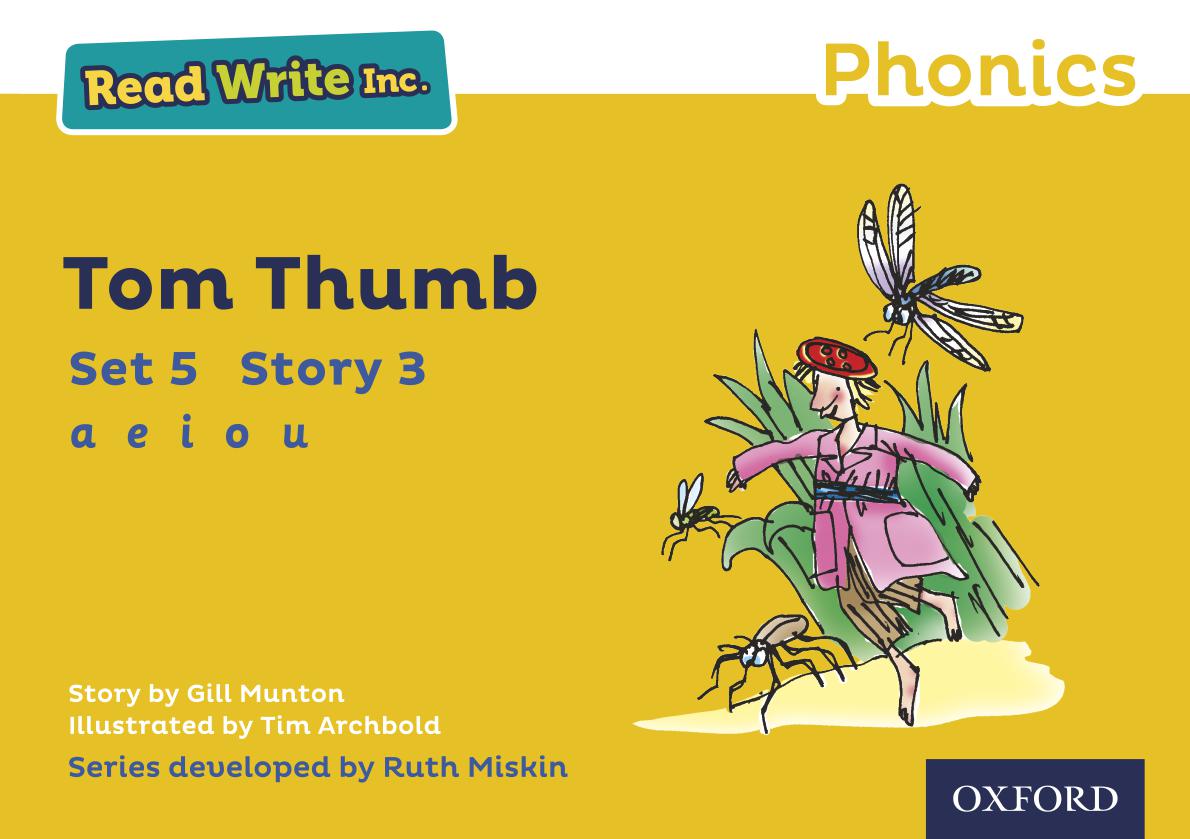 Read Write Inc.
Phonics
Tom Thumb
Set 5 Story 3
a e i o u
Story by Gill Munton
Illustrated by Tim Archbold
Series developed by Ruth Miskin
OXFORD